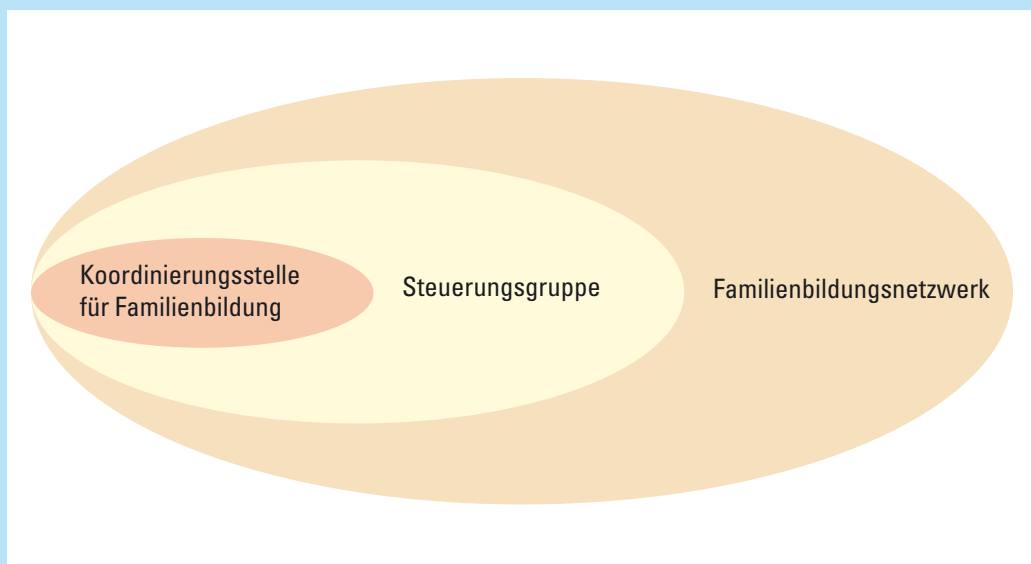 Koordinierungsstelle
für Familienbildung
Steuerungsgruppe
Familienbildungsnetzwerk